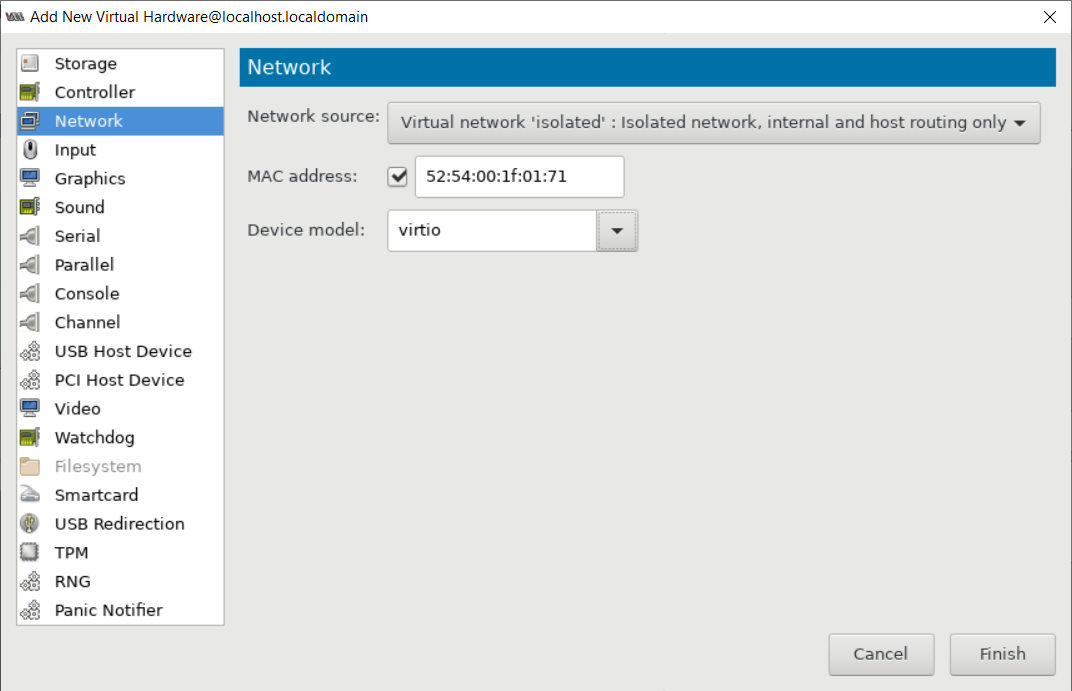 Add New Virtual Hardware@localhost.localdomain
Storage
Controller
Network
Input
Graphics
Sound
Serial
Parallel
Console
Channel
USB Host Device
PCI Host Device
Video
Watchdog
Filesystem
Smartcard
USB Redirection
TPM
RNG
Panic Notifier
Network
Network source: Virtual network 'isolated' : Isolated network, internal and host routing only
MAC address: 52:54:00:1f:01:71
Device model: virtio
Cancel Finish